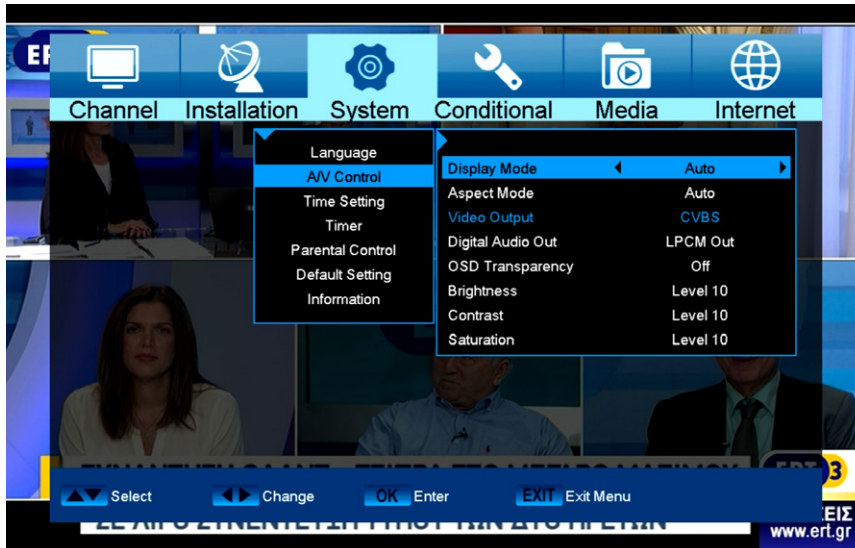 Channel Installation System Conditional Media Internet
Language
A/V Control
Time Setting
Timer
Parental Control
Default Setting
Information
Display Mode Auto
Aspect Mode Auto
Video Output CVBS
Digital Audio Out LPCM Out
OSD Transparency Off
Brightness Level 10
Contrast Level 10
Saturation Level 10
3
Select Change OK Enter EXIT Exit Menu
www.ert.gr